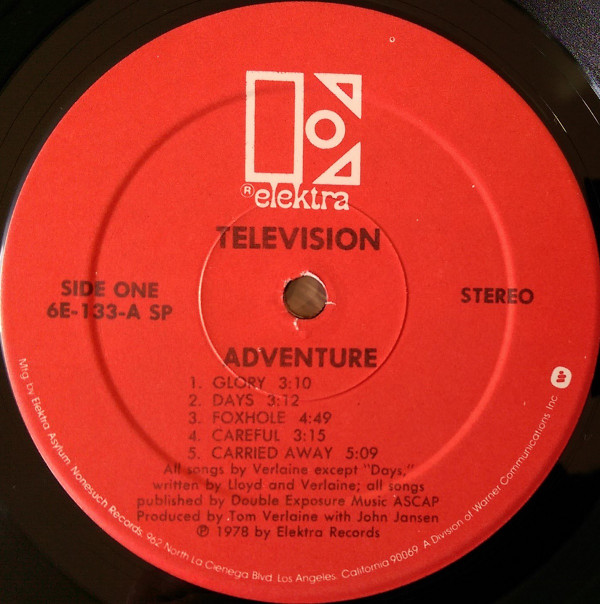 ® elektra
TELEVISION
SIDE ONE
6E-133-A SP
STEREO
ADVENTURE
1. GLORY 3:10
2. DAYS 3:12
3. FOXHOLE 4:49
4. CAREFUL 3:15
5. CARRIED AWAY 5:09
All songs by Verlaine except "Days,"
written by Lloyd and Verlaine; all songs
published by Double Exposure Music ASCAP
Produced by Tom Verlaine with John Jansen
℗ 1978 by Elektra Records
Mfg. by Elektra Asylum Nonesuch Records. 962 North La Cienega Blvd. Los Angeles. California 90069 A Division of Warner Communications Inc